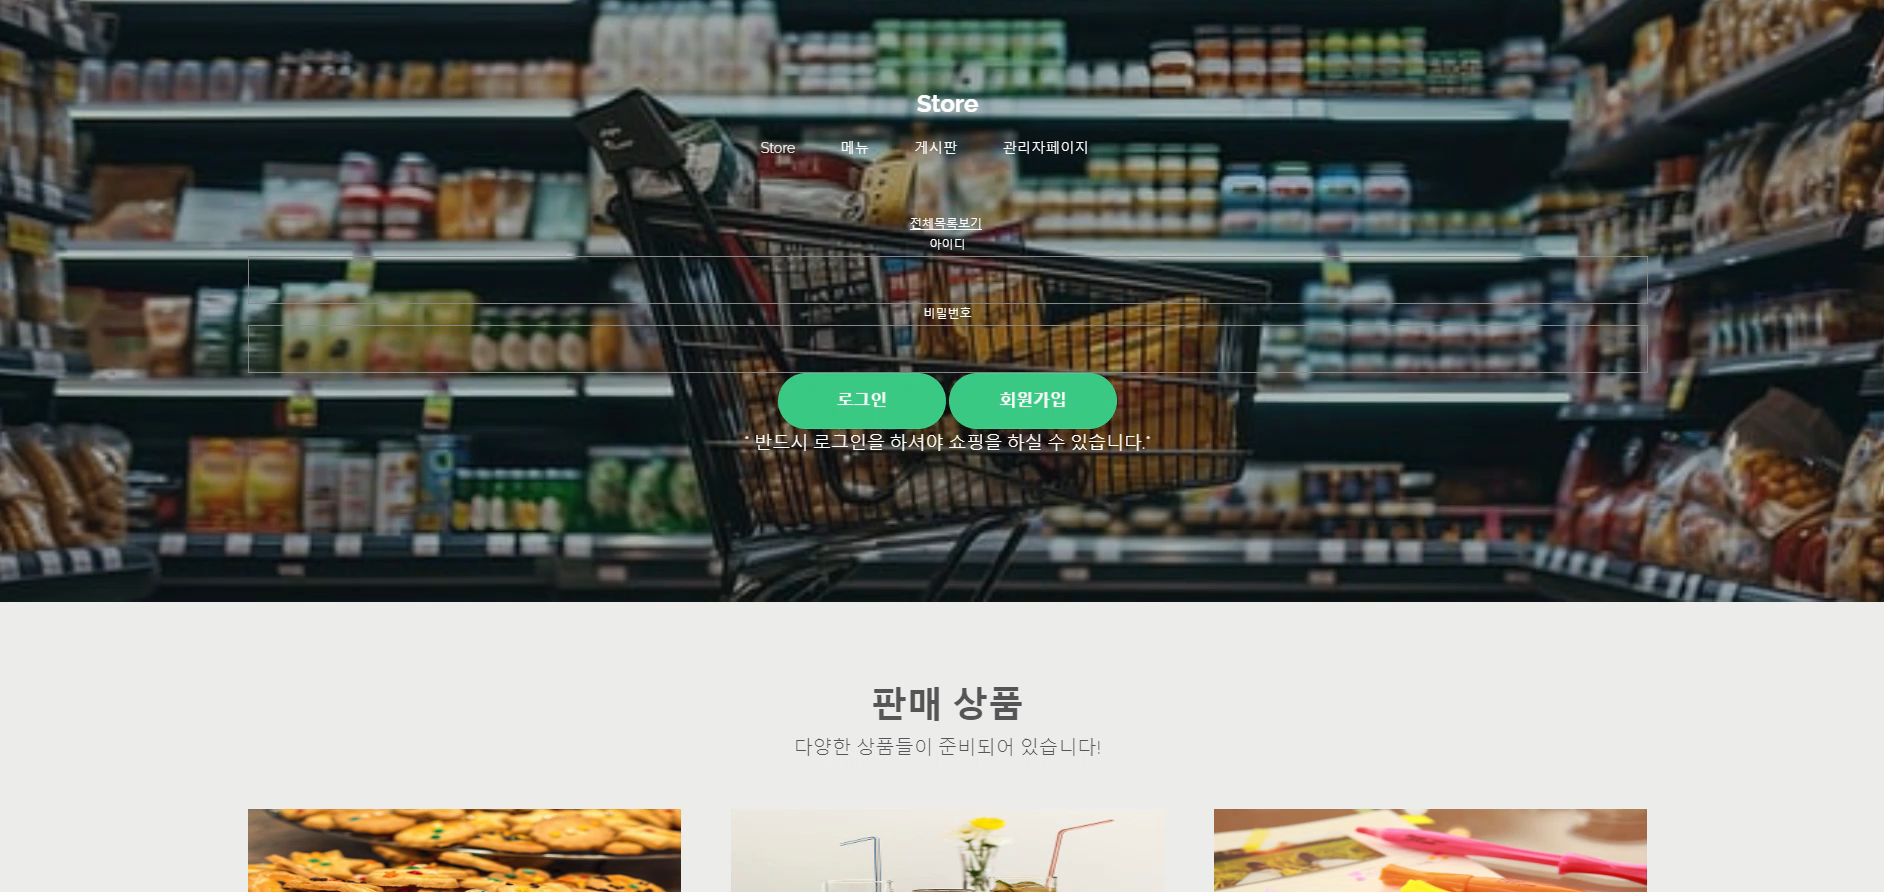 Store
Store 메뉴 게시판 관리자페이지
전체목록보기
아이디
비밀번호
로그인 회원가입
* 반드시 로그인을 하셔야 쇼핑을 하실 수 있습니다.*
판매 상품
다양한 상품들이 준비되어 있습니다!